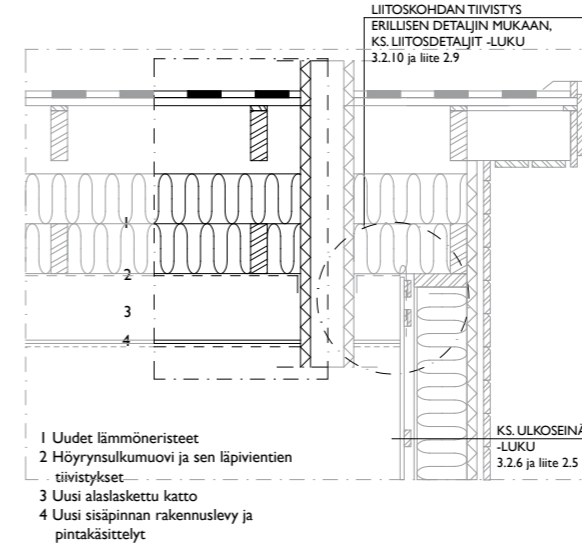 LIITOSKOHDAN TIIVISTYS
ERILLISEN DETALJIN MUKAAN,
KS. LIITOSDETALJIT -LUKU
3.2.10 ja liite 2.9
1
2
3
4
KS. ULKOSEINÄ
-LUKU
3.2.6 ja liite 2.5
1 Uudet lämmöneristeet
2 Höyrynsulkumuovi ja sen läpivientien
tiivistykset
3 Uusi alaslaskettu katto
4 Uusi sisäpinnan rakennuslevy ja
pintakäsittelyt